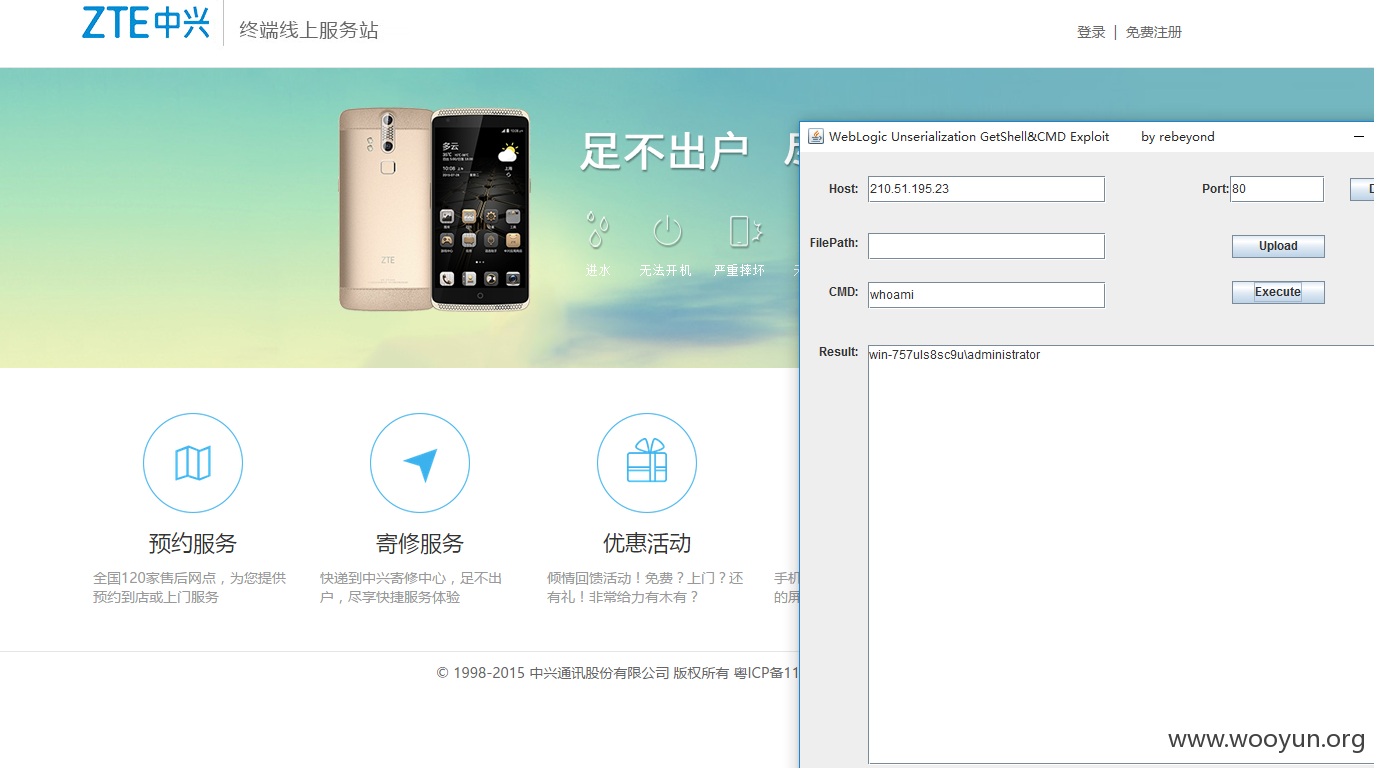 ZTE中兴 终端线上服务站
登录 | 免费注册
足不出户
多云
ZTE
进水 无法开机 严重摔坏
WebLogic Unserialization GetShell&CMD Exploit by rebeyond
Host: 210.51.195.23 Port: 80
FilePath: Upload
CMD: whoami Execute
Result: win-757uls8sc9u\administrator
预约服务
全国120家售后网点，为您提供
预约到店或上门服务
寄修服务
快递到中兴寄修中心，足不出
户，尽享快捷服务体验
优惠活动
倾情回馈活动！免费？上门？还
有礼！非常给力有木有？
手机
的屏
© 1998-2015 中兴通讯股份有限公司 版权所有 粤ICP备11
www.wooyun.org